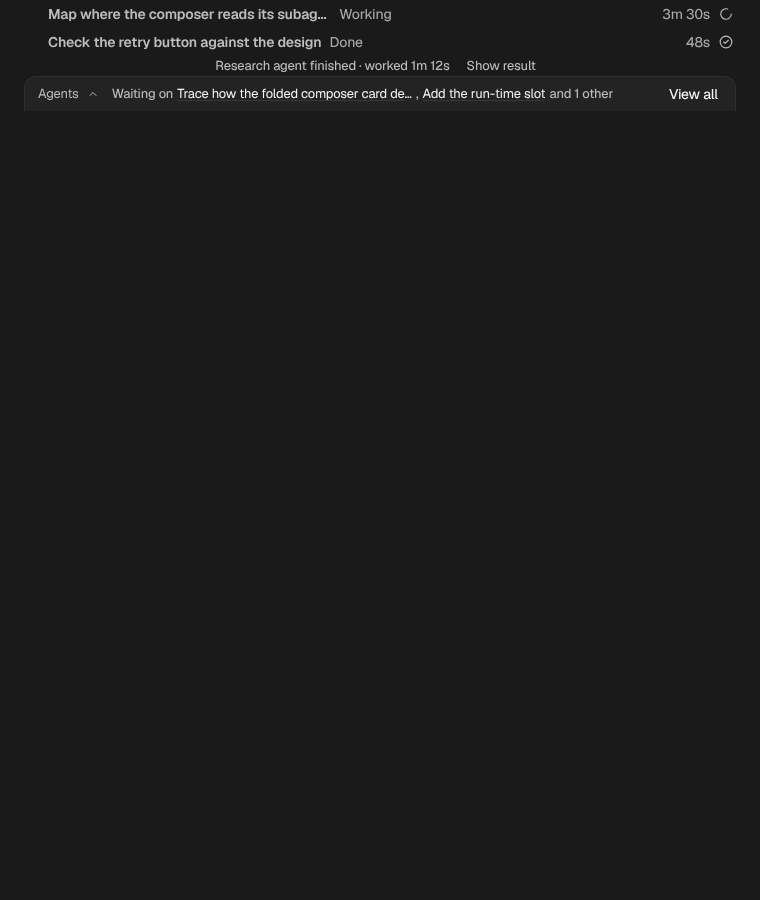 Map where the composer reads its subag… Working 3m 30s
Check the retry button against the design Done 48s
Research agent finished · worked 1m 12s Show result
Agents Waiting on Trace how the folded composer card de… , Add the run-time slot and 1 other View all